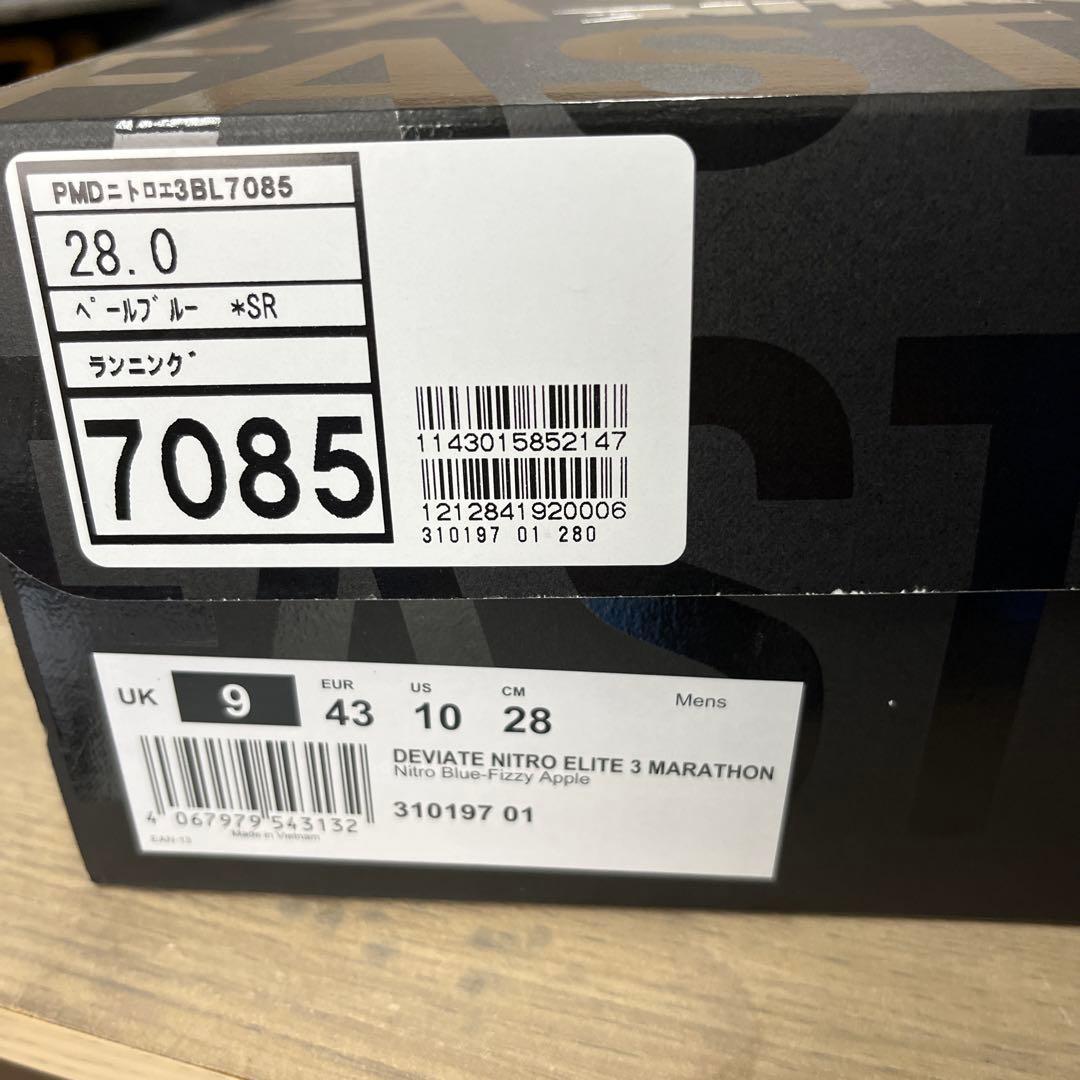 FAST
PMDニトロエ3BL7085
28.0
ペールブルー *SR
ランニング
7085
1143015852147
1212841920006
310197 01 280
UK 9 EUR 43 US 10 CM 28 Mens
DEVIATE NITRO ELITE 3 MARATHON
Nitro Blue-Fizzy Apple
310197 01
4 067979 543132
EAN-13 Made in Vietnam